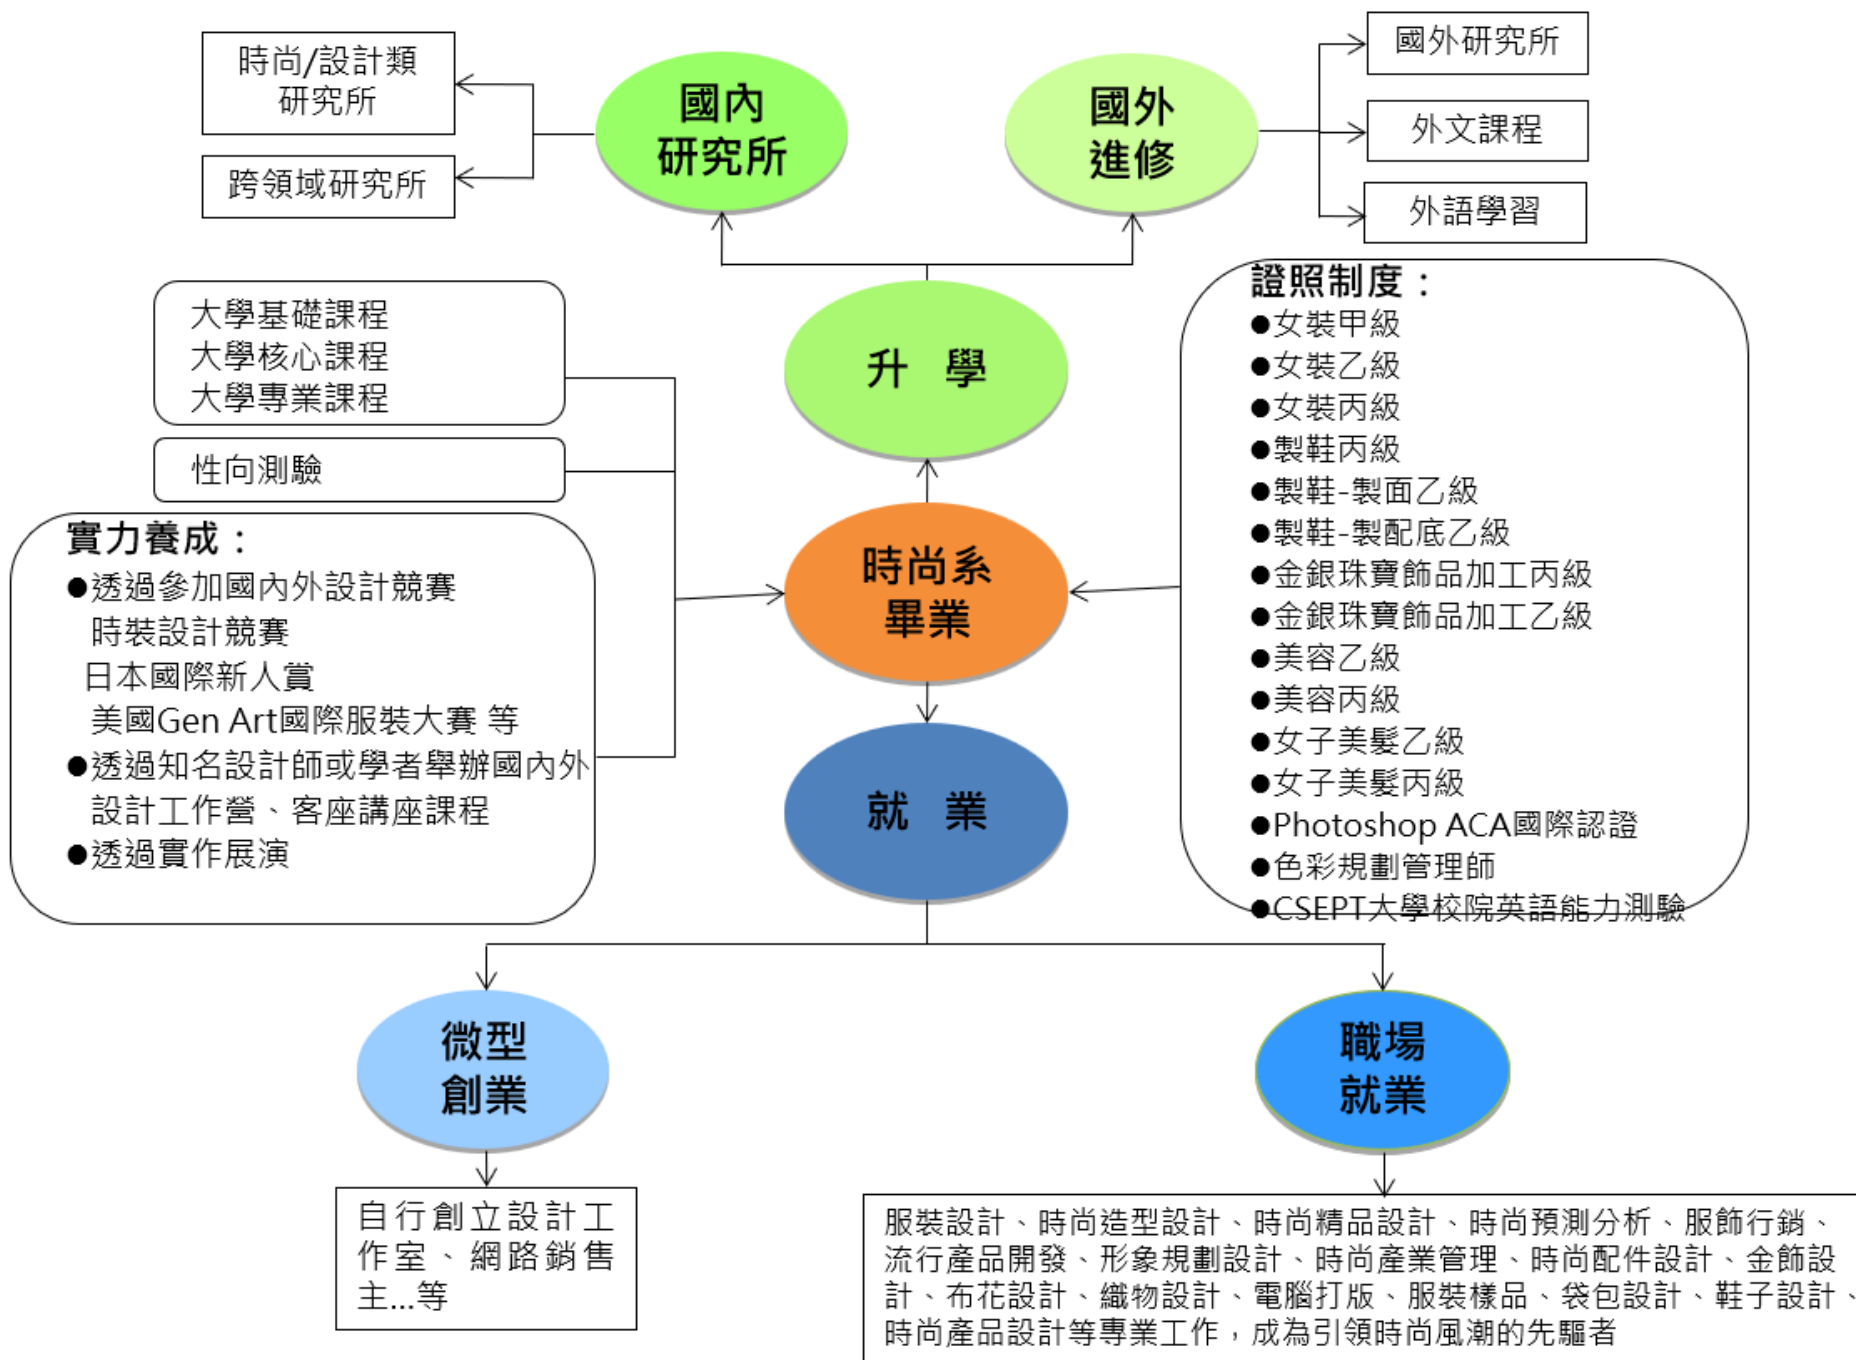 時尚/設計類
研究所
跨領域研究所
國內
研究所
國外
進修
國外研究所
外文課程
外語學習
大學基礎課程
大學核心課程
大學專業課程
性向測驗
實力養成：
●透過參加國內外設計競賽
時裝設計競賽
日本國際新人賞
美國Gen Art國際服裝大賽 等
●透過知名設計師或學者舉辦國內外
設計工作營、客座講座課程
●透過實作展演
升 學
時尚系
畢業
就 業
證照制度：
●女裝甲級
●女裝乙級
●女裝丙級
●製鞋丙級
●製鞋-製面乙級
●製鞋-製配底乙級
●金銀珠寶飾品加工丙級
●金銀珠寶飾品加工乙級
●美容乙級
●美容丙級
●女子美髮乙級
●女子美髮丙級
●Photoshop ACA國際認證
●色彩規劃管理師
●CSEPT大學校院英語能力測驗
微型
創業
自行創立設計工
作室、網路銷售
主...等
職場
就業
服裝設計、時尚造型設計、時尚精品設計、時尚預測分析、服飾行銷、
流行產品開發、形象規劃設計、時尚產業管理、時尚配件設計、金飾設
計、布花設計、織物設計、電腦打版、服裝樣品、袋包設計、鞋子設計、
時尚產品設計等專業工作，成為引領時尚風潮的先驅者